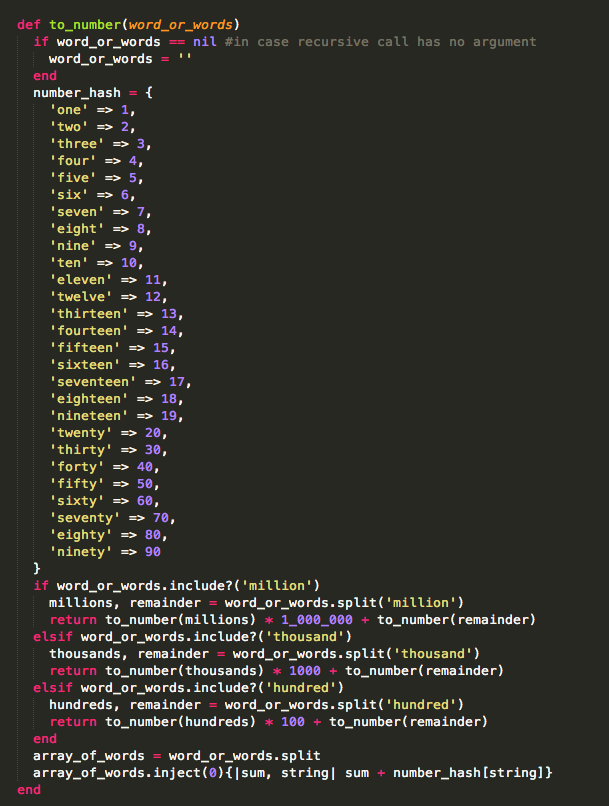 def to_number(word_or_words)
  if word_or_words == nil #in case recursive call has no argument
    word_or_words = ''
  end
  number_hash = {
    'one' => 1,
    'two' => 2,
    'three' => 3,
    'four' => 4,
    'five' => 5,
    'six' => 6,
    'seven' => 7,
    'eight' => 8,
    'nine' => 9,
    'ten' => 10,
    'eleven' => 11,
    'twelve' => 12,
    'thirteen' => 13,
    'fourteen' => 14,
    'fifteen' => 15,
    'sixteen' => 16,
    'seventeen' => 17,
    'eighteen' => 18,
    'nineteen' => 19,
    'twenty' => 20,
    'thirty' => 30,
    'forty' => 40,
    'fifty' => 50,
    'sixty' => 60,
    'seventy' => 70,
    'eighty' => 80,
    'ninety' => 90
  }
  if word_or_words.include?('million')
    millions, remainder = word_or_words.split('million')
    return to_number(millions) * 1_000_000 + to_number(remainder)
  elsif word_or_words.include?('thousand')
    thousands, remainder = word_or_words.split('thousand')
    return to_number(thousands) * 1000 + to_number(remainder)
  elsif word_or_words.include?('hundred')
    hundreds, remainder = word_or_words.split('hundred')
    return to_number(hundreds) * 100 + to_number(remainder)
  end
  array_of_words = word_or_words.split
  array_of_words.inject(0){|sum, string| sum + number_hash[string]}
end